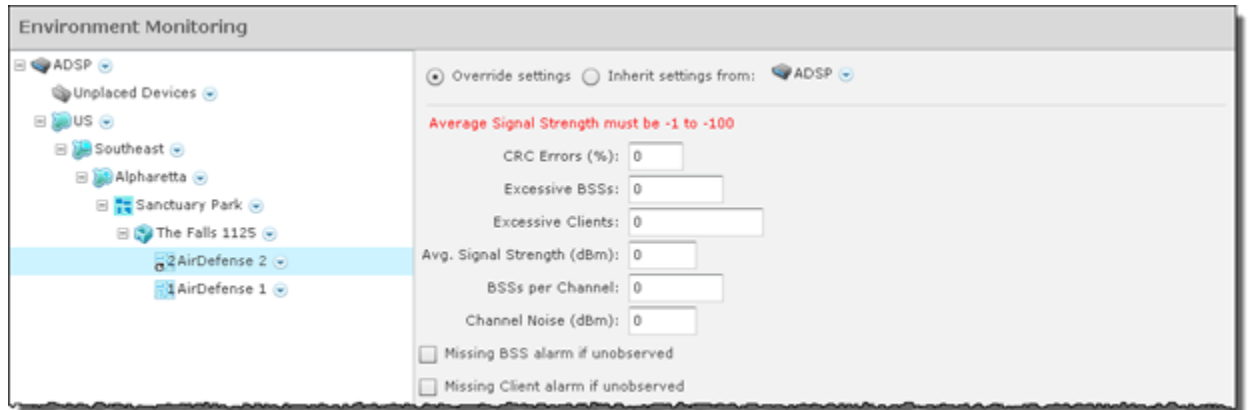 Environment Monitoring
ADSP
Unplaced Devices
US
Southeast
Alpharetta
Sanctuary Park
The Falls 1125
2 AirDefense 2
1 AirDefense 1
Override settings Inherit settings from: ADSP
Average Signal Strength must be -1 to -100
CRC Errors (%): 0
Excessive BSSs: 0
Excessive Clients: 0
Avg. Signal Strength (dBm): 0
BSSs per Channel: 0
Channel Noise (dBm): 0
Missing BSS alarm if unobserved
Missing Client alarm if unobserved